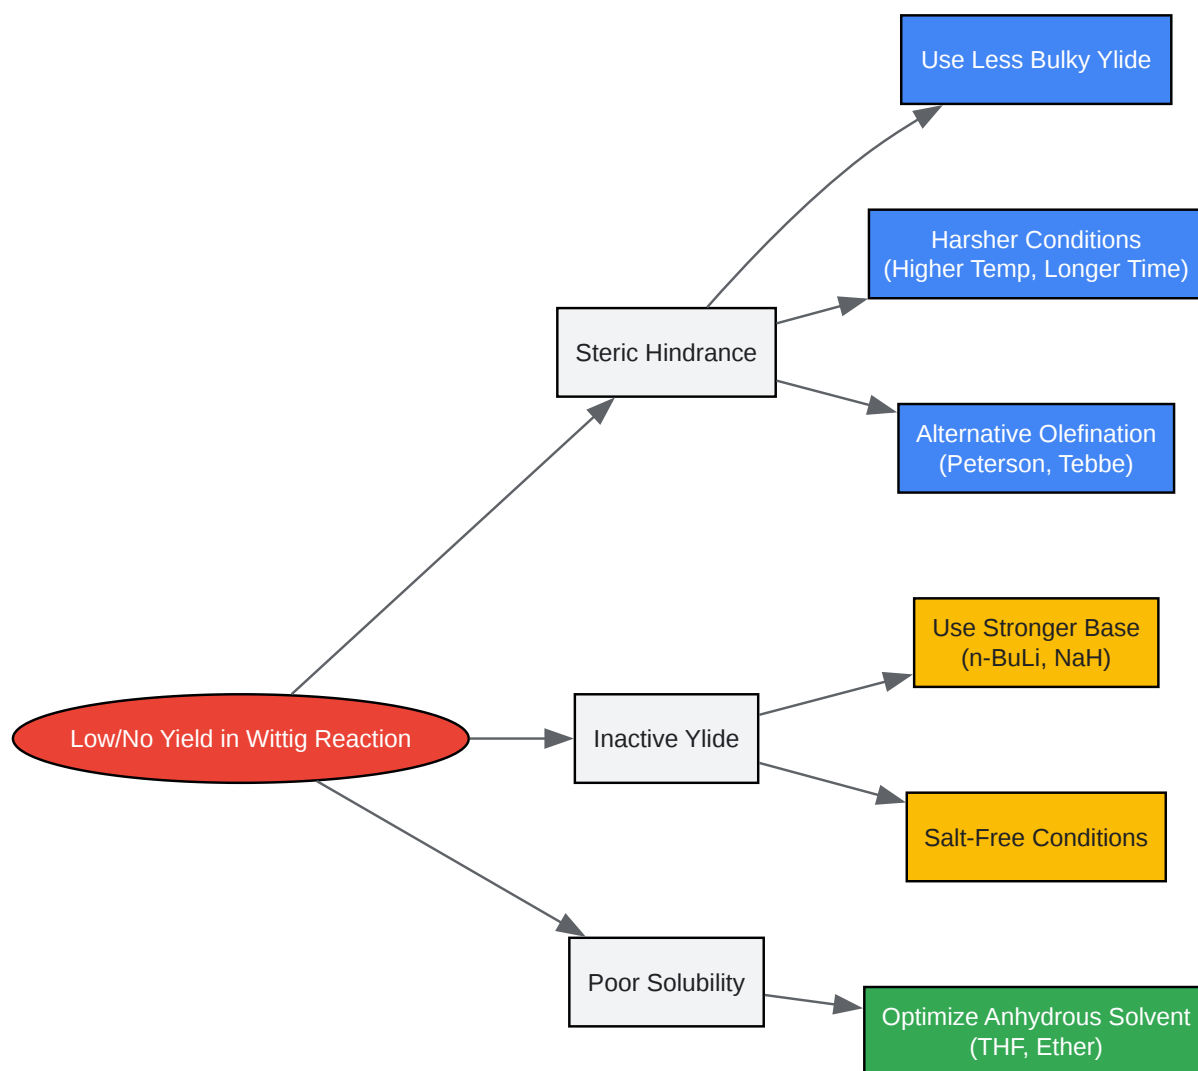 Use Less Bulky Ylide
Harsher Conditions
(Higher Temp, Longer Time)
Steric Hindrance
Alternative Olefination
(Peterson, Tebbe)
Use Stronger Base
(n-BuLi, NaH)
Low/No Yield in Wittig Reaction
Inactive Ylide
Salt-Free Conditions
Poor Solubility
Optimize Anhydrous Solvent
(THF, Ether)